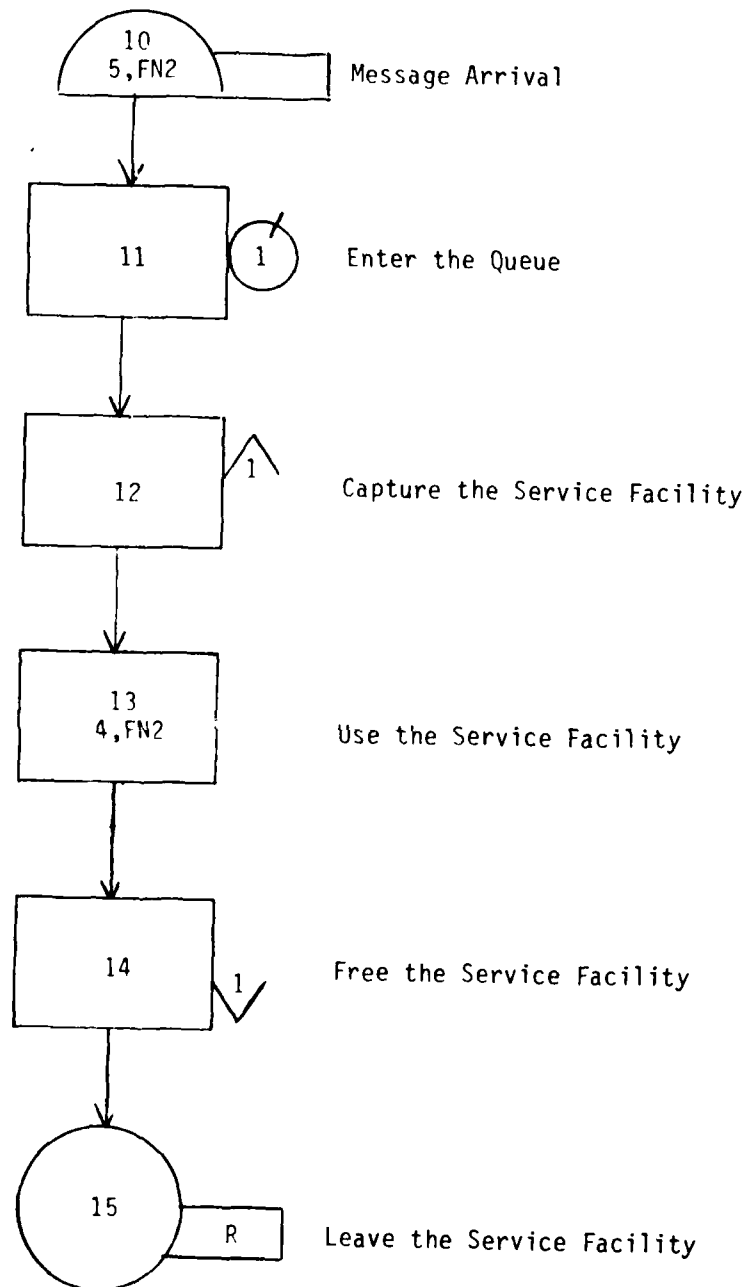 10
5,FN2
Message Arrival
11
1
Enter the Queue
12
1
Capture the Service Facility
13
4,FN2
Use the Service Facility
14
1
Free the Service Facility
15
R
Leave the Service Facility